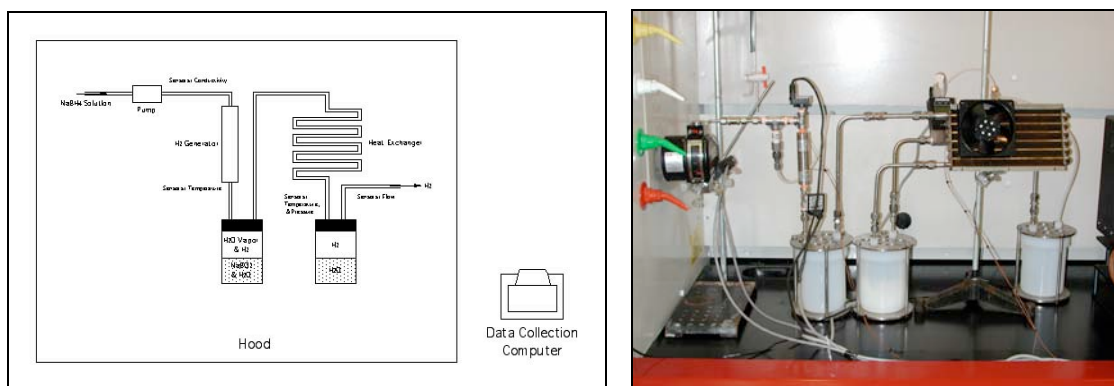 Sensor: Conductivity
NaBH4 Solution
Pump
H2 Generator
Heat Exchanger
Sensor: Temperature
Sensor:
Temperature,
& Pressure
H2
Sensor: Flow
H2O Vapor
& H2
H2
NaBO2
& H2O
H2O
Hood
Data Collection
Computer